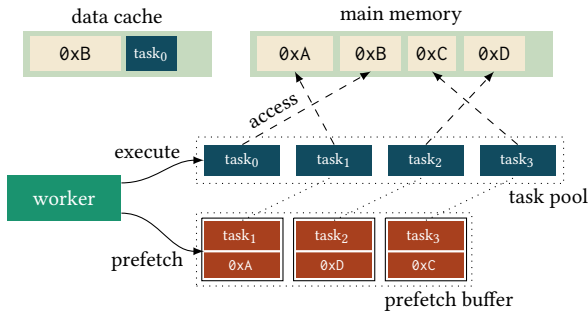 data cache
main memory
0xB task₀
0xA 0xB 0xC 0xD
access
execute
task₀ task₁ task₂ task₃
task pool
worker
prefetch
task₁ task₂ task₃
0xA 0xD 0xC
prefetch buffer